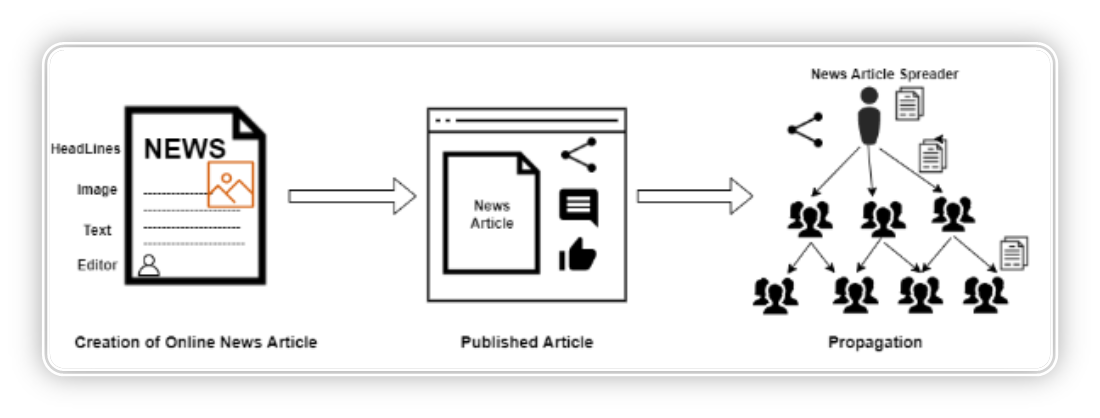 HeadLines
NEWS
Image
Text
Editor
Creation of Online News Article
News
Article
Published Article
News Article Spreader
Propagation